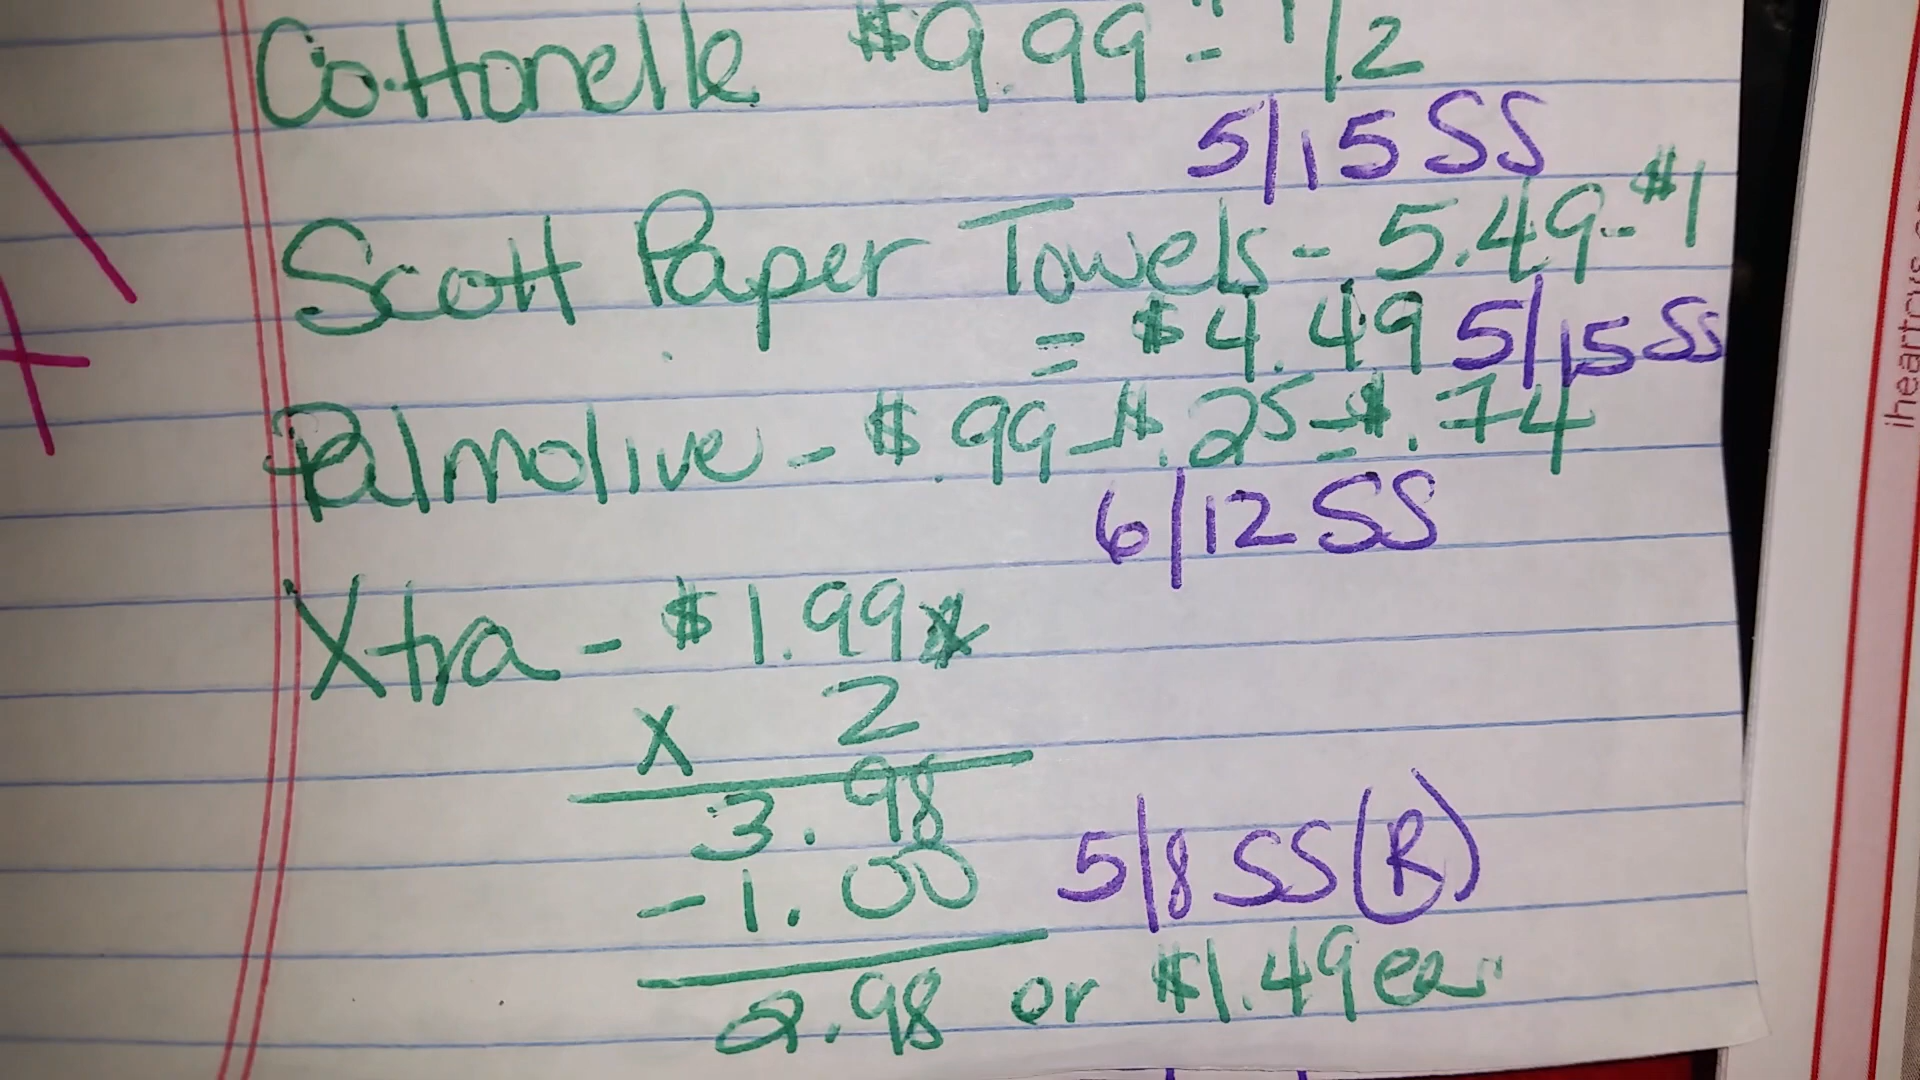 Cottonelle $9.99 - 1/2
5/15 SS
Scott Paper Towels - 5.49 - $1
= $4.49 5/15 SS
Palmolive - $.99 - $.25 = $.74
6/12 SS
Xtra - $1.99
x 2
3.98
-1.00 5/8 SS (R)
2.98 or $1.49 ea